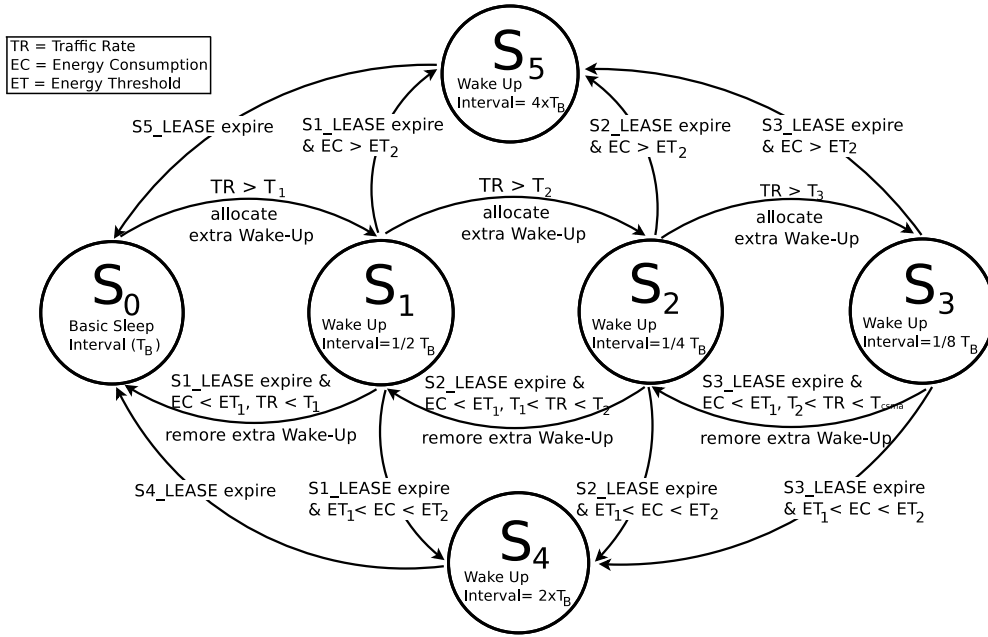 TR = Traffic Rate
EC = Energy Consumption
ET = Energy Threshold
S5
Wake Up
Interval= 4xTB
S5_LEASE expire
S1_LEASE expire
& EC > ET2
S2_LEASE expire
& EC > ET2
S3_LEASE expire
& EC > ET2
TR > T1
allocate
extra Wake-Up
TR > T2
allocate
extra Wake-Up
TR > T3
allocate
extra Wake-Up
S0
Basic Sleep
Interval (TB)
S1
Wake Up
Interval=1/2 TB
S2
Wake Up
Interval=1/4 TB
S3
Wake Up
Interval=1/8 TB
S1_LEASE expire &
EC < ET1, TR < T1
remore extra Wake-Up
S2_LEASE expire &
EC < ET1, T1< TR < T2
remore extra Wake-Up
S3_LEASE expire &
EC < ET1, T2< TR < Tcsma
remore extra Wake-Up
S4_LEASE expire
S1_LEASE expire
& ET1< EC < ET2
S2_LEASE expire
& ET1< EC < ET2
S3_LEASE expire
& ET1< EC < ET2
S4
Wake Up
Interval= 2xTB